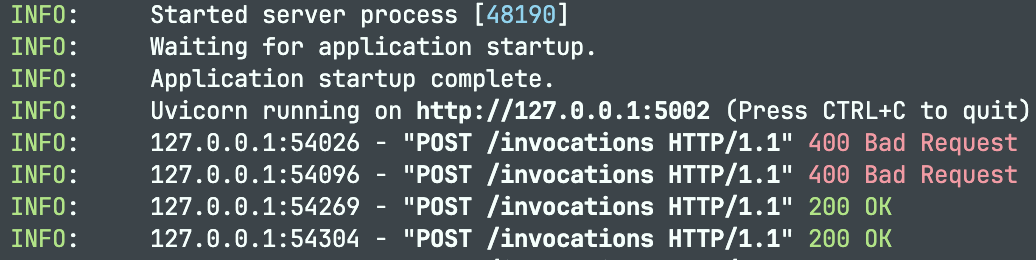 INFO:     Started server process [48190]
INFO:     Waiting for application startup.
INFO:     Application startup complete.
INFO:     Uvicorn running on http://127.0.0.1:5002 (Press CTRL+C to quit)
INFO:     127.0.0.1:54026 - "POST /invocations HTTP/1.1" 400 Bad Request
INFO:     127.0.0.1:54096 - "POST /invocations HTTP/1.1" 400 Bad Request
INFO:     127.0.0.1:54269 - "POST /invocations HTTP/1.1" 200 OK
INFO:     127.0.0.1:54304 - "POST /invocations HTTP/1.1" 200 OK